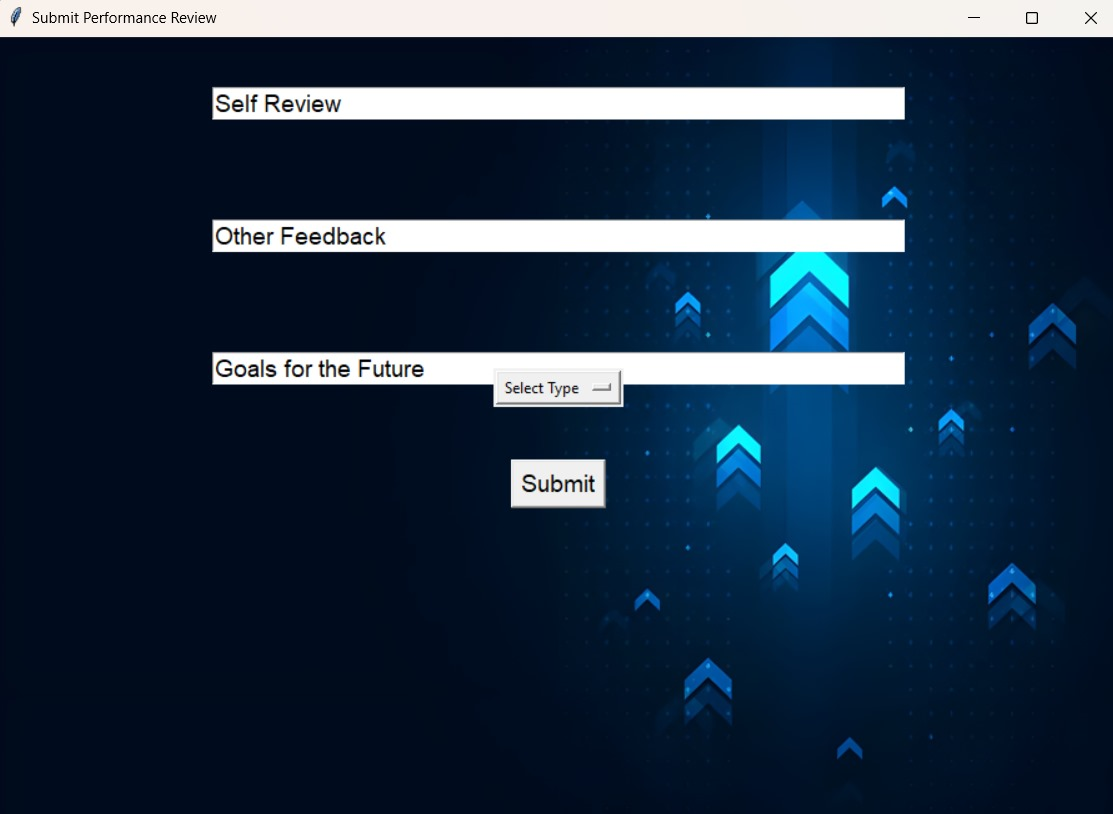 Submit Performance Review
Self Review
Other Feedback
Goals for the Future
Select Type
Submit